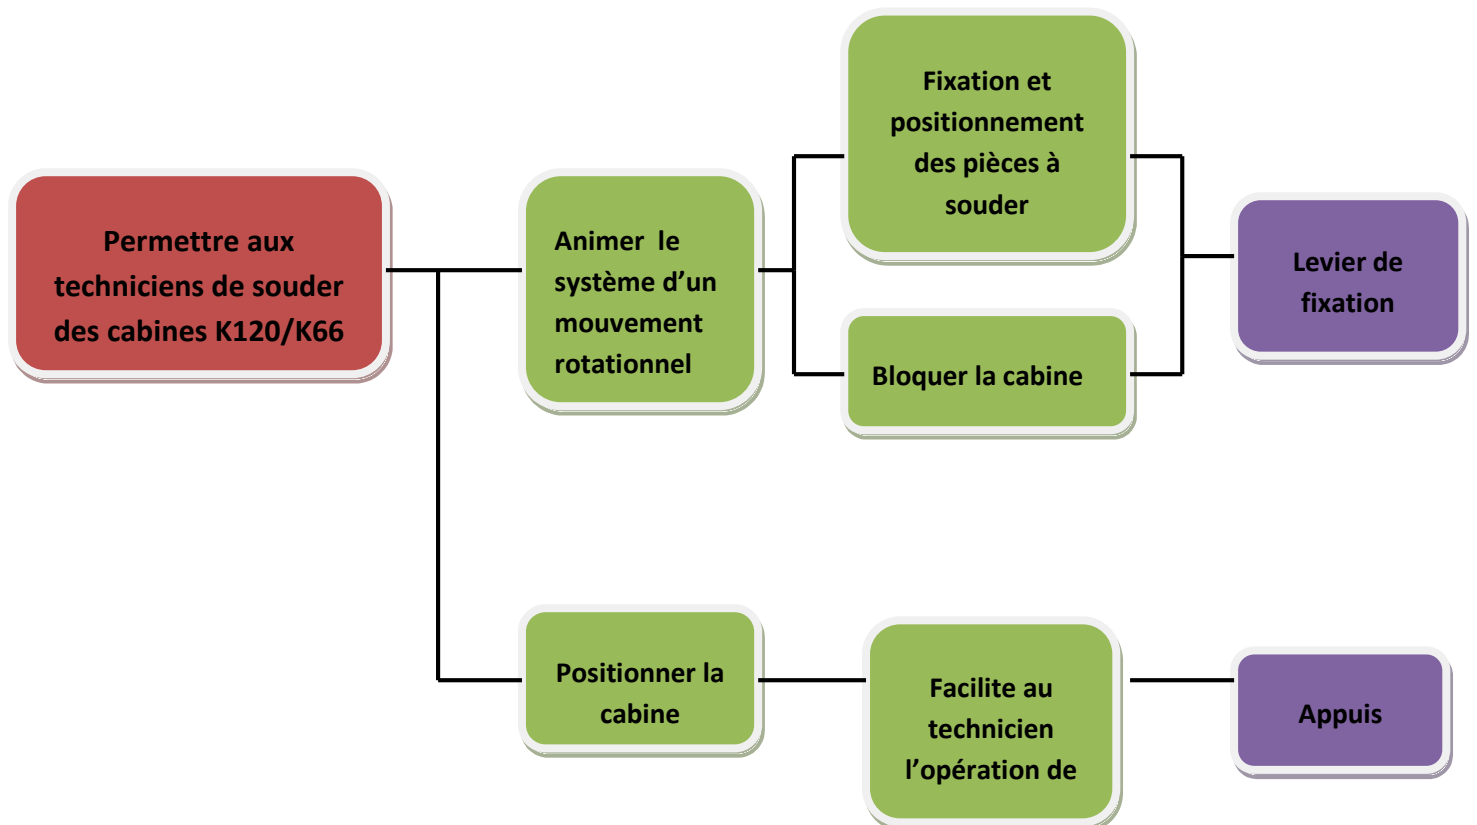 Permettre aux
techniciens de souder
des cabines K120/K66
Animer le
système d’un
mouvement
rotationnel
Fixation et
positionnement
des pièces à
souder
Bloquer la cabine
Levier de
fixation
Positionner la
cabine
Facilite au
technicien
l’opération de
Appuis